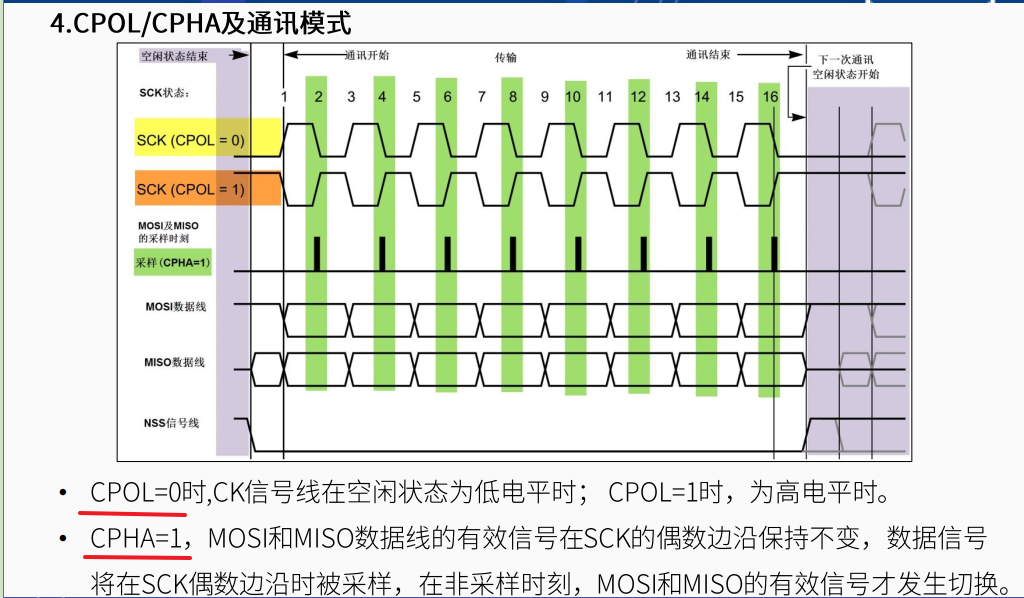 4.CPOL/CPHA及通讯模式
空闲状态结束
通讯开始
传输
通讯结束
下一次通讯
空闲状态开始
SCK状态:
1 2 3 4 5 6 7 8 9 10 11 12 13 14 15 16
SCK (CPOL = 0)
SCK (CPOL = 1)
MOSI及MISO
的采样时刻
采样(CPHA=1)
MOSI数据线
MISO数据线
NSS信号线
• CPOL=0时,CK信号线在空闲状态为低电平时； CPOL=1时，为高电平时。
• CPHA=1，MOSI和MISO数据线的有效信号在SCK的偶数边沿保持不变，数据信号
将在SCK偶数边沿时被采样，在非采样时刻，MOSI和MISO的有效信号才发生切换。